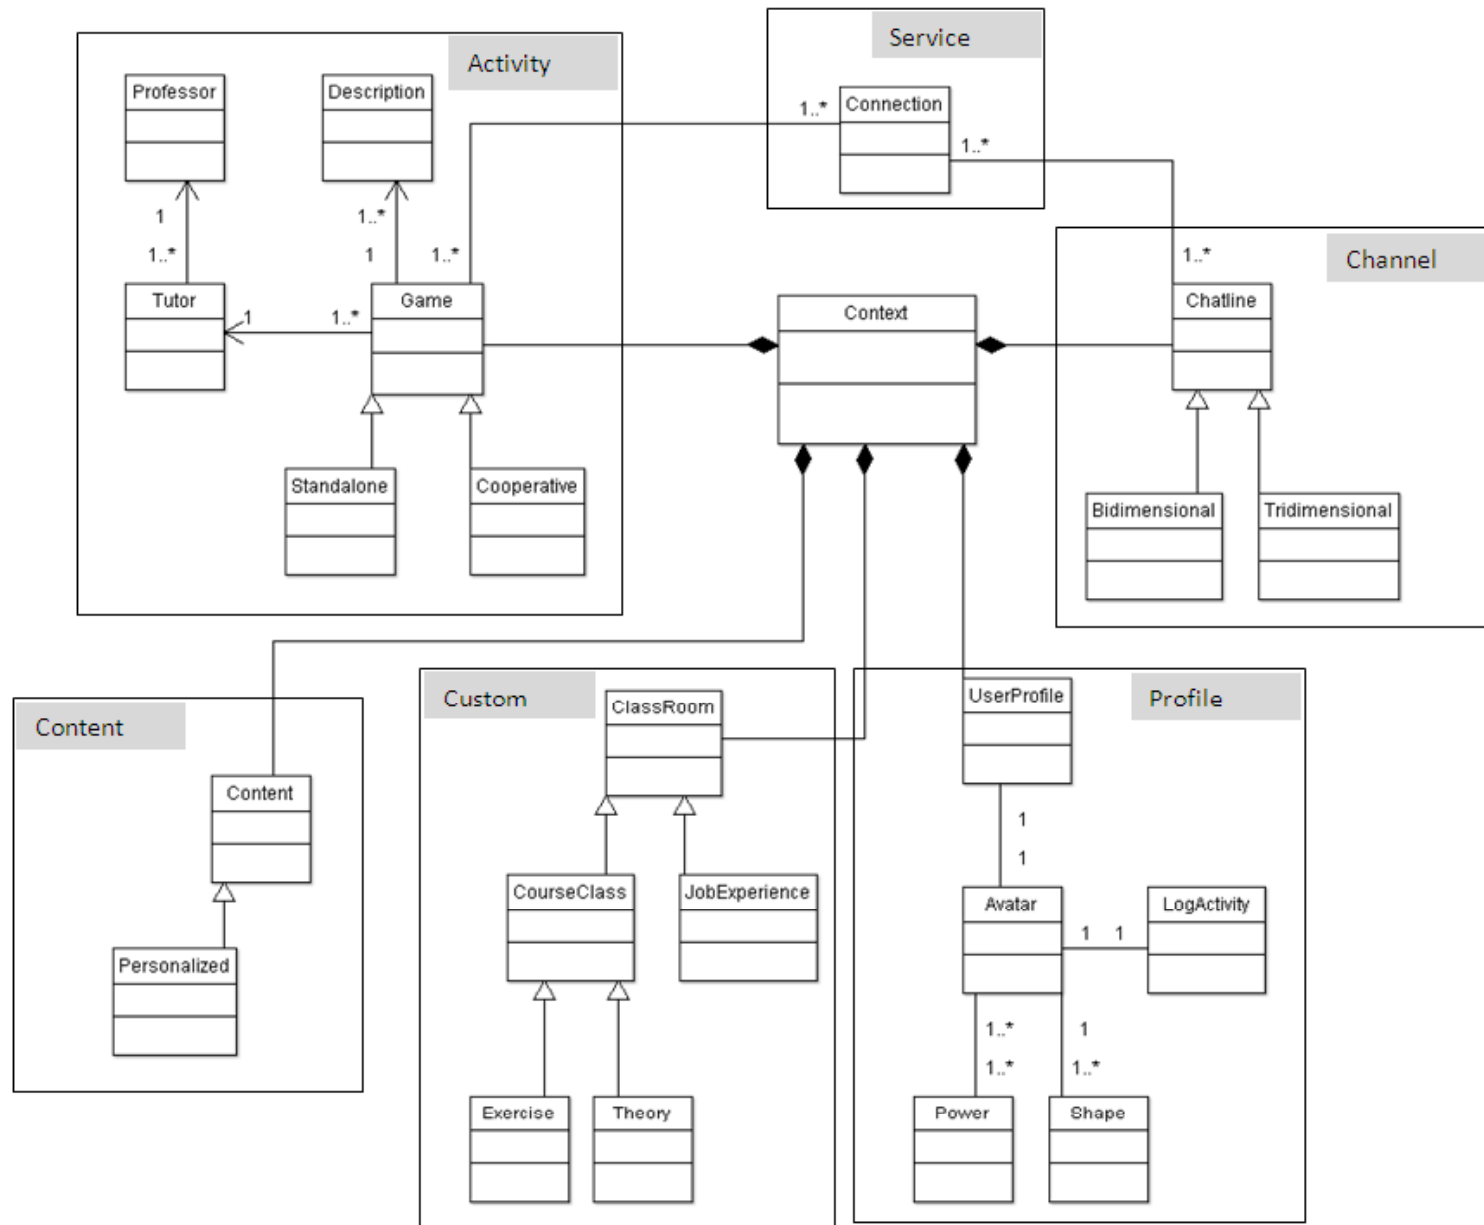 Service
Activity
Professor
Description
Connection
1..*
1..*
1
1..*
1..*
1
1..*
1..*
Channel
Tutor
Game
Chatline
1
1..*
Context
Standalone
Cooperative
Bidimensional
Tridimensional
Content
Custom
ClassRoom
UserProfile
Profile
Content
1
1
CourseClass
JobExperience
Avatar
LogActivity
1
1
Personalized
1..*
1
1..*
1..*
Exercise
Theory
Power
Shape